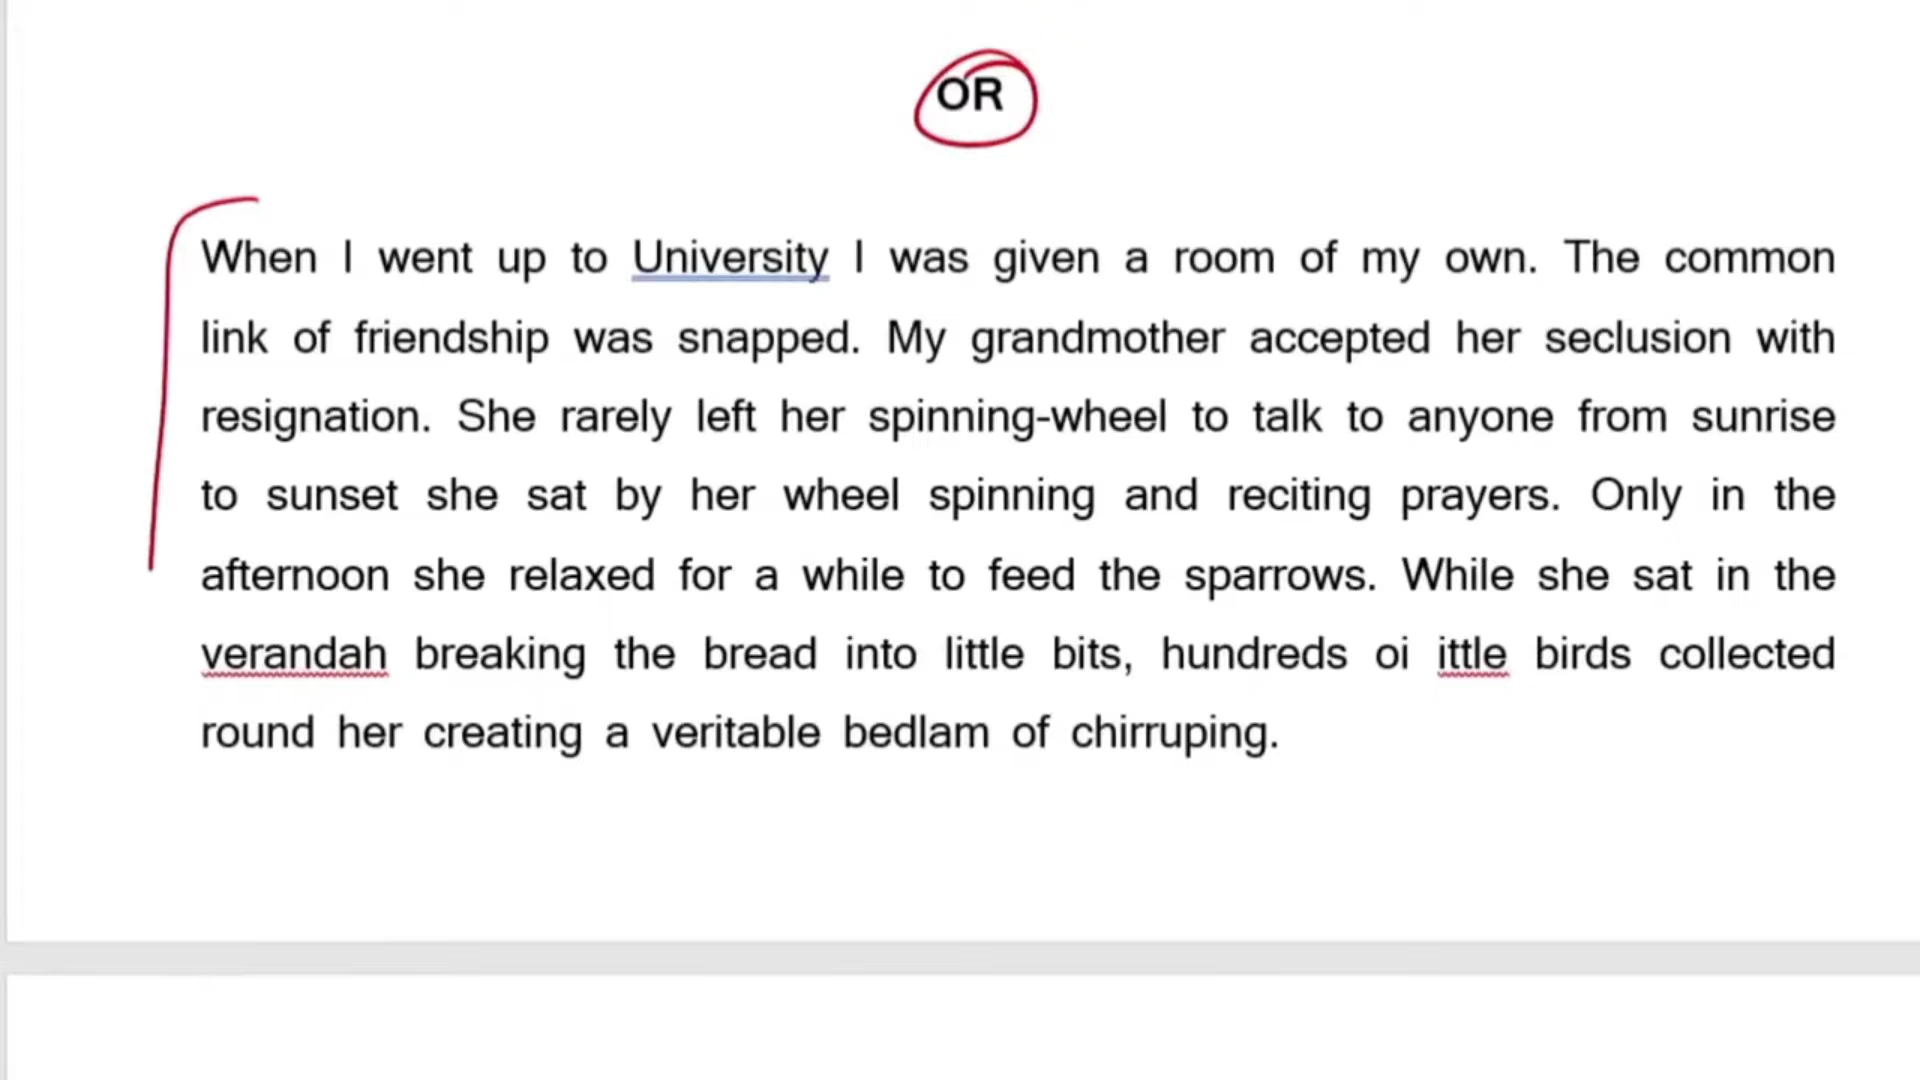 OR
When I went up to University I was given a room of my own. The common
link of friendship was snapped. My grandmother accepted her seclusion with
resignation. She rarely left her spinning-wheel to talk to anyone from sunrise
to sunset she sat by her wheel spinning and reciting prayers. Only in the
afternoon she relaxed for a while to feed the sparrows. While she sat in the
verandah breaking the bread into little bits, hundreds oi ittle birds collected
round her creating a veritable bedlam of chirruping.